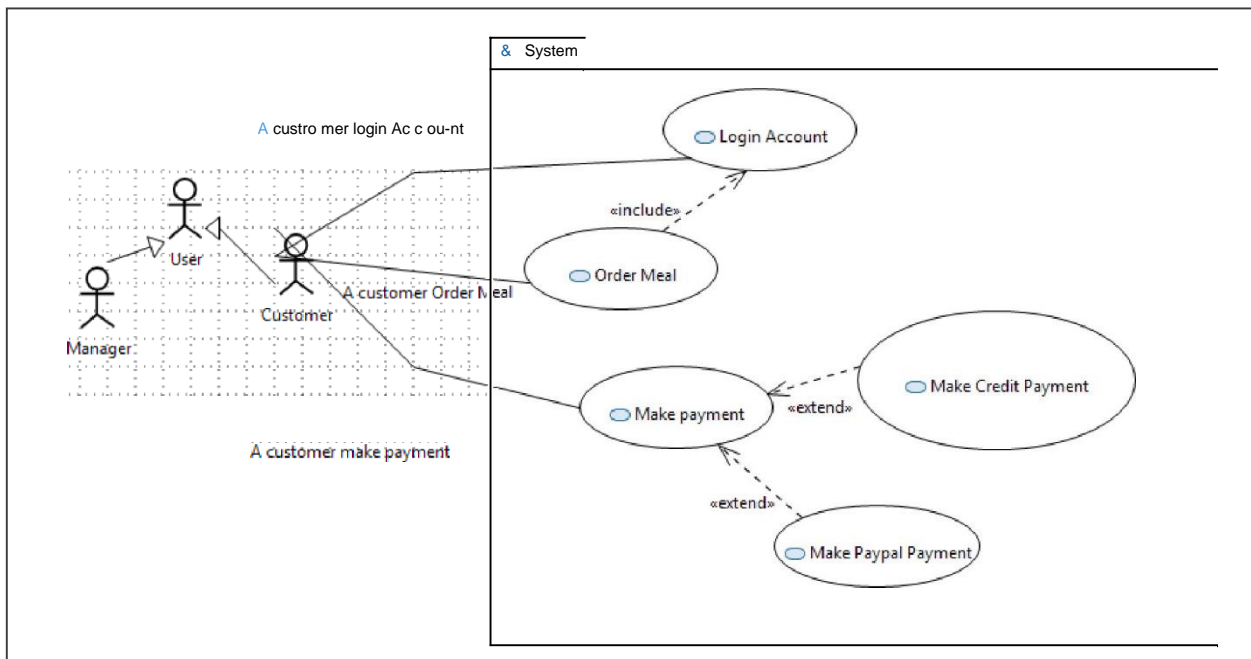 & System
A custro mer login Ac c ou-nt
Login Account
«include»
User
Order Meal
A customer Order Meal
Customer
Manager
Make Credit Payment
Make payment
«extend»
A customer make payment
«extend»
Make Paypal Payment